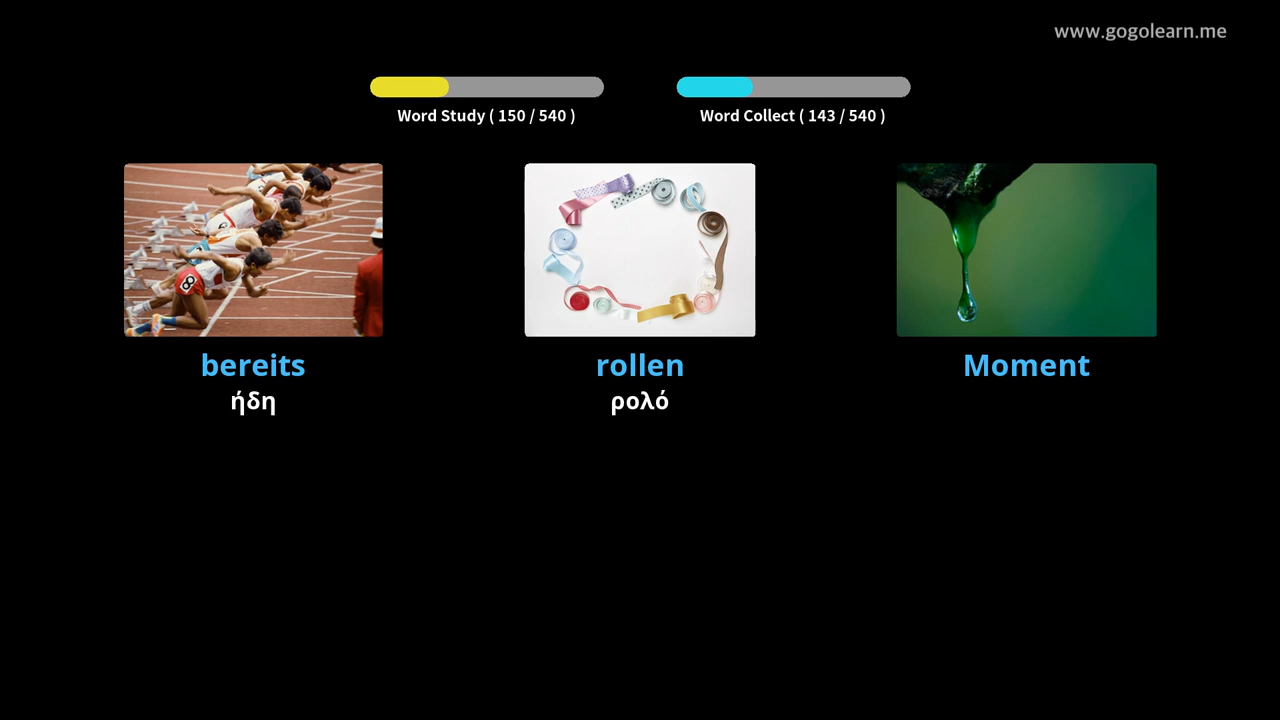 www.gogolearn.me
Word Study ( 150 / 540 )
Word Collect ( 143 / 540 )
bereits
ήδη
rollen
ρολό
Moment